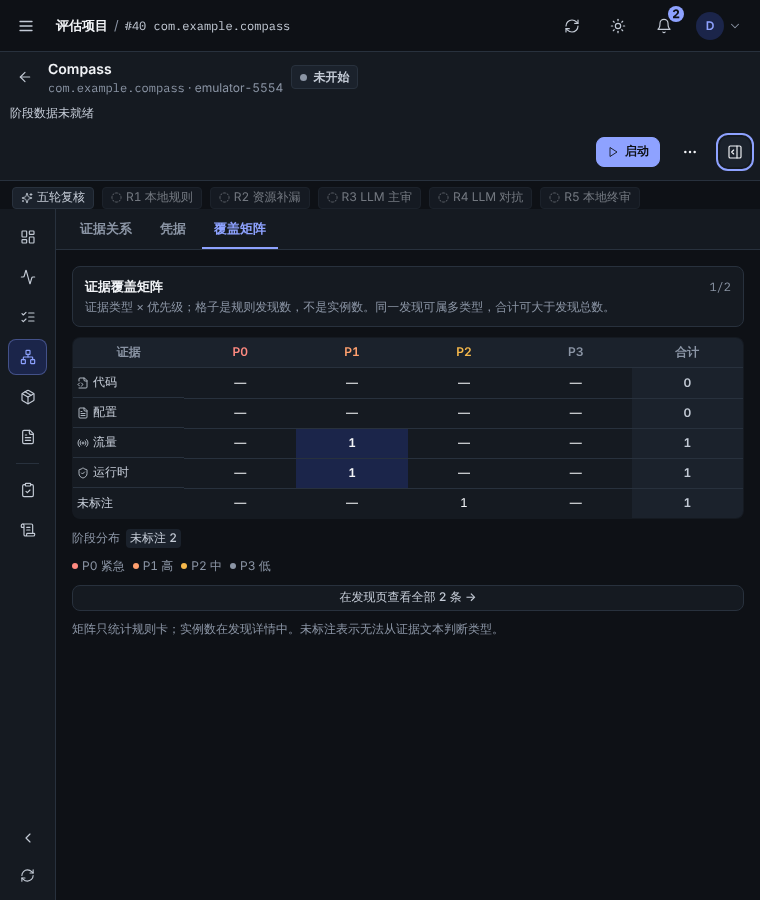 评估项目 / #40 com.example.compass
2
D
Compass
com.example.compass · emulator-5554
未开始
阶段数据未就绪
启动
五轮复核 R1 本地规则 R2 资源补漏 R3 LLM 主审 R4 LLM 对抗 R5 本地终审
证据关系 凭据 覆盖矩阵
证据覆盖矩阵 1/2
证据类型 × 优先级；格子是规则发现数，不是实例数。同一发现可属多类型，合计可大于发现总数。
证据 P0 P1 P2 P3 合计
代码 — — — — 0
配置 — — — — 0
流量 — 1 — — 1
运行时 — 1 — — 1
未标注 — — 1 — 1
阶段分布 未标注 2
P0 紧急 P1 高 P2 中 P3 低
在发现页查看全部 2 条 →
矩阵只统计规则卡；实例数在发现详情中。未标注表示无法从证据文本判断类型。